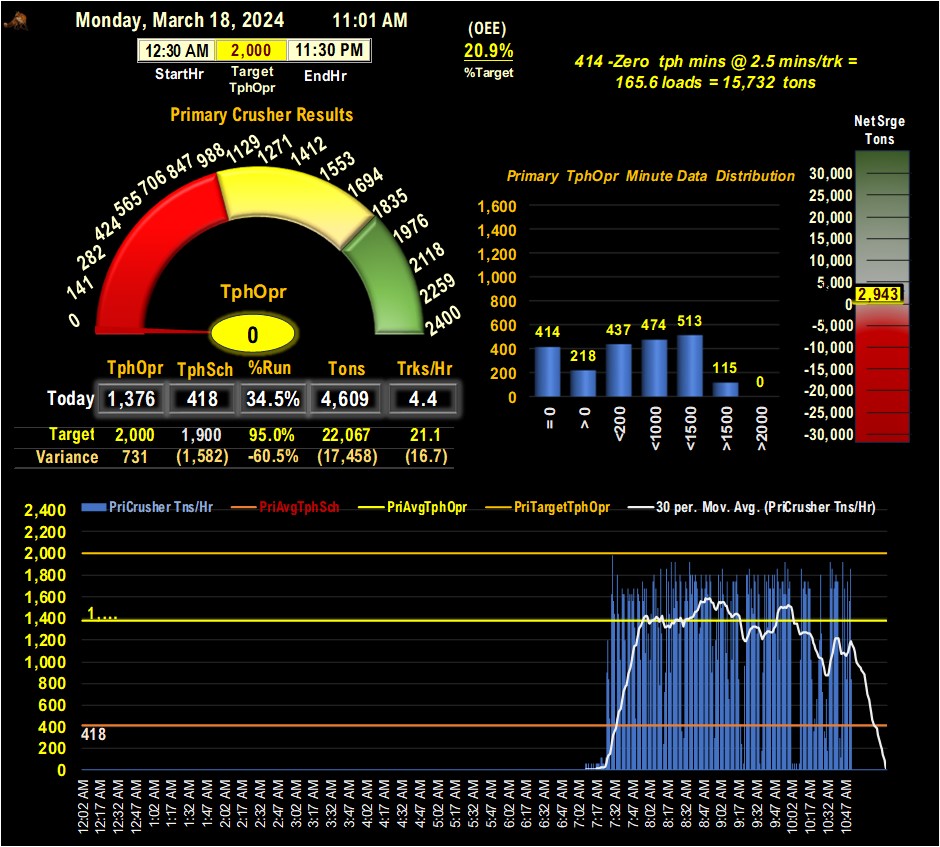 Monday, March 18, 2024 11:01 AM
12:30 AM 2,000 11:30 PM
StartHr Target TphOpr EndHr
(OEE)
20.9%
%Target
414 -Zero tph mins @ 2.5 mins/trk =
165.6 loads = 15,732 tons
Primary Crusher Results
0 141 282 424 565 706 847 988 1129 1271 1412 1553 1694 1835 1976 2118 2259 2400
TphOpr
0
TphOpr TphSch %Run Tons Trks/Hr
Today 1,376 418 34.5% 4,609 4.4
Target 2,000 1,900 95.0% 22,067 21.1
Variance 731 (1,582) -60.5% (17,458) (16.7)
Primary TphOpr Minute Data Distribution
1,600
1,400
1,200
1,000
800
600
400
200
0
414 218 437 474 513 115 0
= 0 > 0 <200 <1000 <1500 >1500 >2000
Net Srge
Tons
30,000
25,000
20,000
15,000
10,000
5,000
2,943
0
-5,000
-10,000
-15,000
-20,000
-25,000
-30,000
PriCrusher Tns/Hr PriAvgTphSch PriAvgTphOpr PriTargetTphOpr 30 per. Mov. Avg. (PriCrusher Tns/Hr)
2,400
2,200
2,000
1,800
1,600
1,400
1,200
1,000
800
600
400
200
0
1,...
418
12:02 AM 12:17 AM 12:32 AM 12:47 AM 1:02 AM 1:17 AM 1:32 AM 1:47 AM 2:02 AM 2:17 AM 2:32 AM 2:47 AM 3:02 AM 3:17 AM 3:32 AM 3:47 AM 4:02 AM 4:17 AM 4:32 AM 4:47 AM 5:02 AM 5:17 AM 5:32 AM 5:47 AM 6:02 AM 6:17 AM 6:32 AM 6:47 AM 7:02 AM 7:17 AM 7:32 AM 7:47 AM 8:02 AM 8:17 AM 8:32 AM 8:47 AM 9:02 AM 9:17 AM 9:32 AM 9:47 AM 10:02 AM 10:17 AM 10:32 AM 10:47 AM